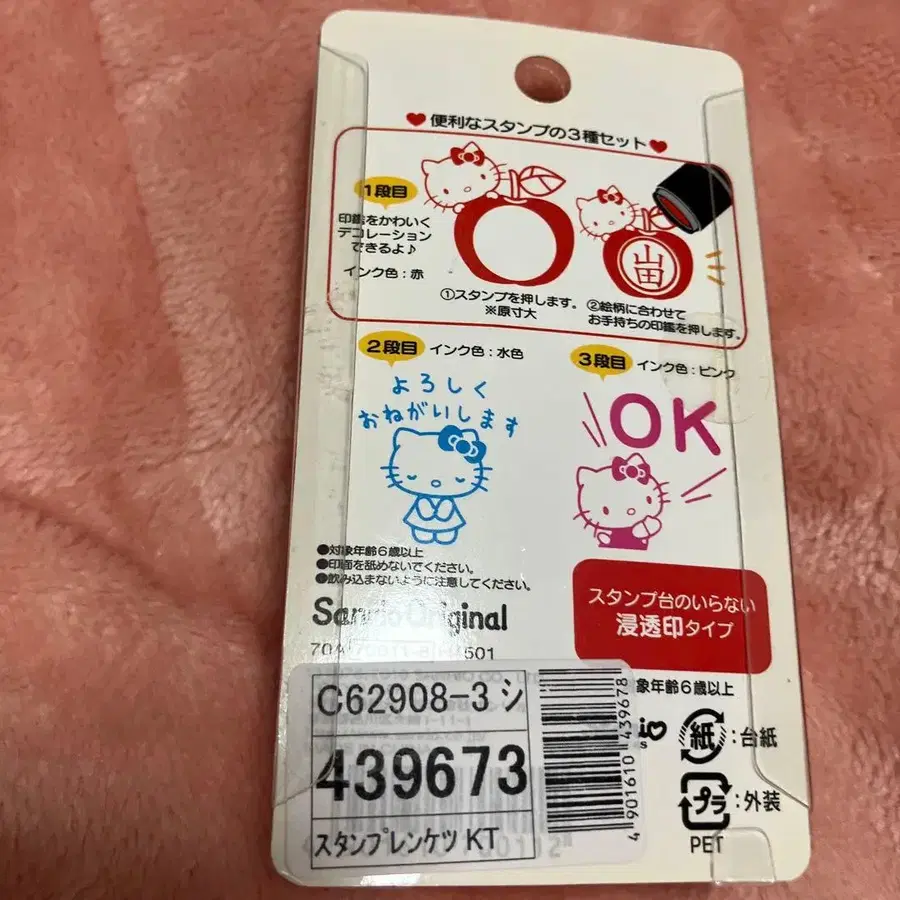 便利なスタンプの3種セット
1段目
印鑑をかわいく
デコレーション
できるよ♪
インク色:赤
①スタンプを押します。
※原寸大
山田
②絵柄に合わせて
お手持ちの印鑑を押します。
2段目 インク色:水色
よろしく
おねがいします
3段目 インク色:ピンク
OK
●対象年齢6歳以上
●印面を舐めないでください。
●飲み込まないように注意してください。
Sanrio Original
スタンプ台のいらない
浸透印タイプ
C62908-3 シ
439673
スタンプレンケツ KT
4 901610 439678
対象年齢6歳以上
紙:台紙
プラ:外装
PET